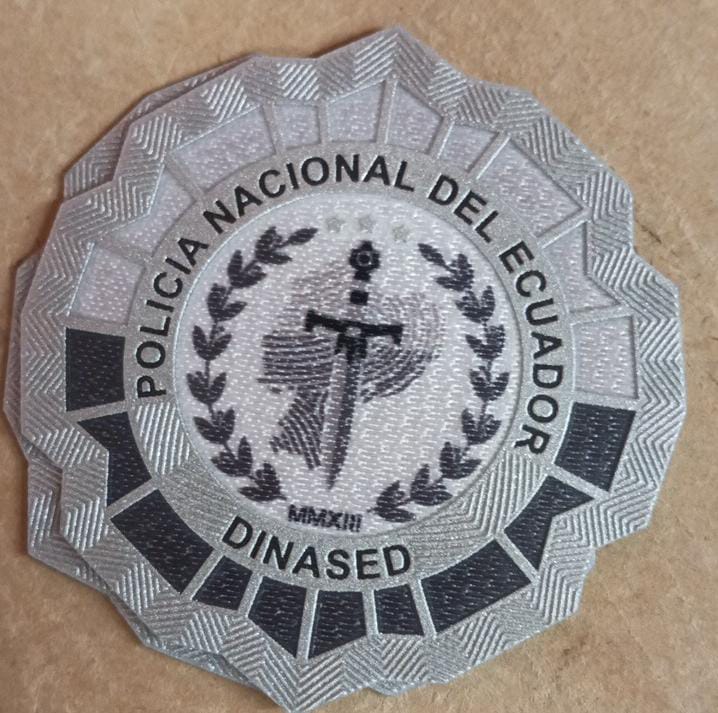 POLICIA NACIONAL DEL ECUADOR
MMXIII
DINASED